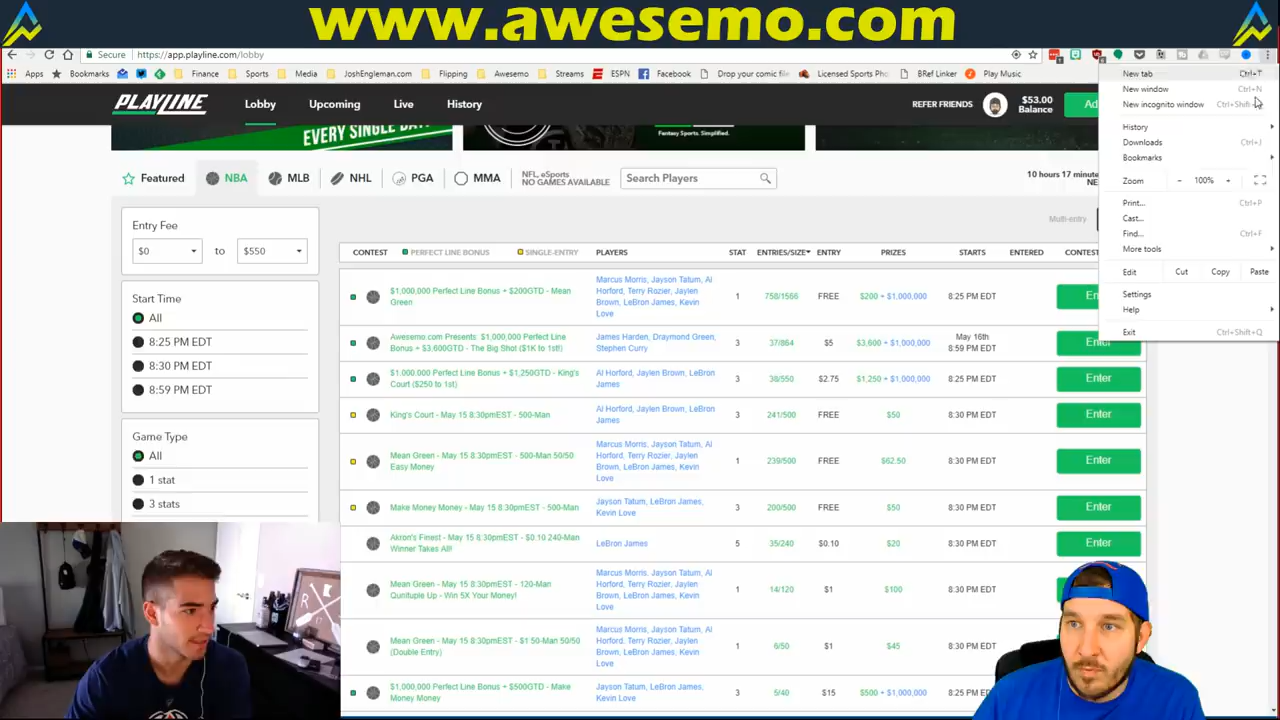 www.awesemo.com
Secure https://app.playline.com/lobby
Apps Bookmarks Finance Sports Media JoshEngleman.com Flipping Awesemo Streams ESPN Facebook Drop your comic file Licensed Sports Pho BRef Linker Play Music
New tab Ctrl+T
New window Ctrl+N
New incognito window Ctrl+Shift
History
Downloads Ctrl+J
Bookmarks
Zoom - 100% +
Print... Ctrl+P
Cast...
Find... Ctrl+F
More tools
Edit Cut Copy Paste
Settings
Help
Exit Ctrl+Shift+Q
PLAYLINE Lobby Upcoming Live History REFER FRIENDS $53.00
Balance
Ad
EVERY SINGLE DAY!
Fantasy Sports. Simplified.
Featured NBA MLB NHL PGA MMA NFL, eSports
NO GAMES AVAILABLE
Search Players
10 hours 17 minute
NE
Multi-entry
Entry Fee
$0 to $550
Start Time
All
8:25 PM EDT
8:30 PM EDT
8:59 PM EDT
Game Type
All
1 stat
3 stats
CONTEST PERFECT LINE BONUS SINGLE-ENTRY PLAYERS STAT ENTRIES/SIZE ENTRY PRIZES STARTS ENTERED CONTES
$1,000,000 Perfect Line Bonus + $200GTD - Mean
Green
Marcus Morris, Jayson Tatum, Al
Horford, Terry Rozier, Jaylen
Brown, LeBron James, Kevin
Love
1 758/1566 FREE $200 + $1,000,000 8:25 PM EDT En
Awesemo.com Presents: $1,000,000 Perfect Line
Bonus + $3,600GTD - The Big Shot ($1K to 1st!)
James Harden, Draymond Green,
Stephen Curry
3 37/864 $5 $3,600 + $1,000,000 May 16th
8:59 PM EDT
Enter
$1,000,000 Perfect Line Bonus + $1,250GTD - King's
Court ($250 to 1st)
Al Horford, Jaylen Brown, LeBron
James
3 38/550 $2.75 $1,250 + $1,000,000 8:25 PM EDT Enter
King's Court - May 15 8:30pmEST - 500-Man
Al Horford, Jaylen Brown, LeBron
James
3 241/500 FREE $50 8:30 PM EDT Enter
Mean Green - May 15 8:30pmEST - 500-Man 50/50
Easy Money
Marcus Morris, Jayson Tatum, Al
Horford, Terry Rozier, Jaylen
Brown, LeBron James, Kevin
Love
1 239/500 FREE $62.50 8:30 PM EDT Enter
Make Money Money - May 15 8:30pmEST - 500-Man
Jayson Tatum, LeBron James,
Kevin Love
3 200/500 FREE $50 8:30 PM EDT Enter
Akron's Finest - May 15 8:30pmEST - $0.10 240-Man
Winner Takes All!
LeBron James
5 35/240 $0.10 $20 8:30 PM EDT Enter
Mean Green - May 15 8:30pmEST - 120-Man
Qunituple Up - Win 5X Your Money!
Marcus Morris, Jayson Tatum, Al
Horford, Terry Rozier, Jaylen
Brown, LeBron James, Kevin
Love
1 14/120 $1 $100 8:30 PM EDT
Mean Green - May 15 8:30pmEST - $1 50-Man 50/50
(Double Entry)
Marcus Morris, Jayson Tatum, Al
Horford, Terry Rozier, Jaylen
Brown, LeBron James, Kevin
Love
1 6/50 $1 $45 8:30 PM EDT
$1,000,000 Perfect Line Bonus + $500GTD - Make
Money Money
Jayson Tatum, LeBron James,
Kevin Love
3 5/40 $15 $500 + $1,000,000 8:25 PM ED
R